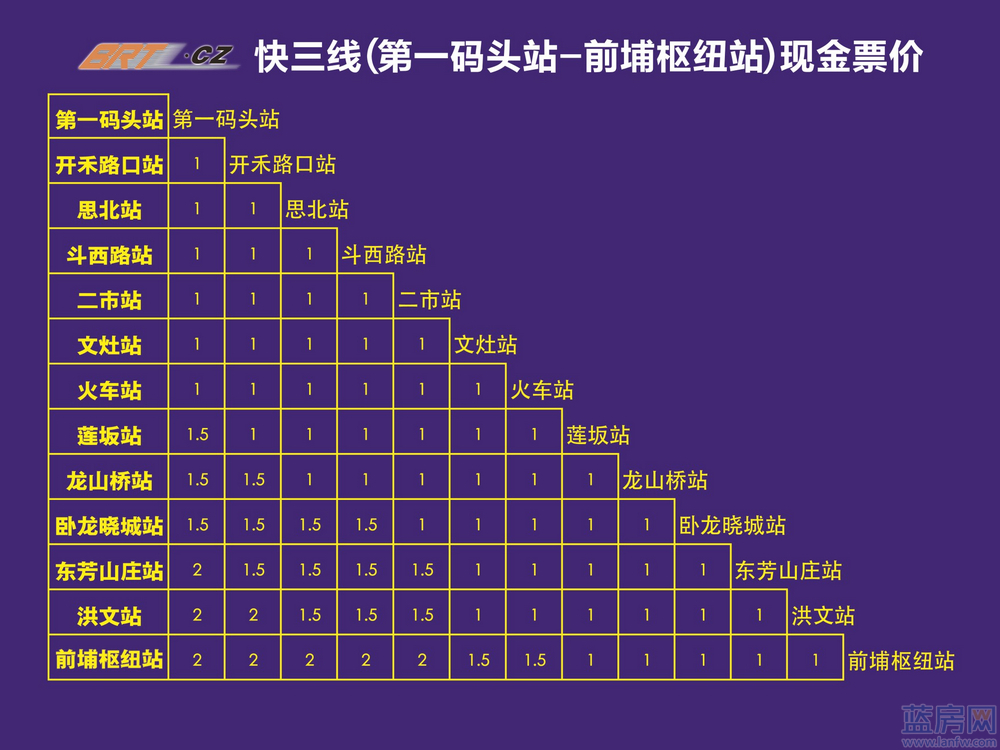 BRT·CZ 快三线(第一码头站-前埔枢纽站)现金票价
第一码头站 第一码头站
开禾路口站 1 开禾路口站
思北站 1 1 思北站
斗西路站 1 1 1 斗西路站
二市站 1 1 1 1 二市站
文灶站 1 1 1 1 1 文灶站
火车站 1 1 1 1 1 1 火车站
莲坂站 1.5 1 1 1 1 1 1 莲坂站
龙山桥站 1.5 1.5 1 1 1 1 1 1 龙山桥站
卧龙晓城站 1.5 1.5 1.5 1.5 1 1 1 1 1 卧龙晓城站
东芳山庄站 2 1.5 1.5 1.5 1.5 1 1 1 1 1 东芳山庄站
洪文站 2 2 1.5 1.5 1.5 1 1 1 1 1 1 洪文站
前埔枢纽站 2 2 2 2 2 1.5 1.5 1 1 1 1 1 前埔枢纽站
蓝房网
www.lanfw.com